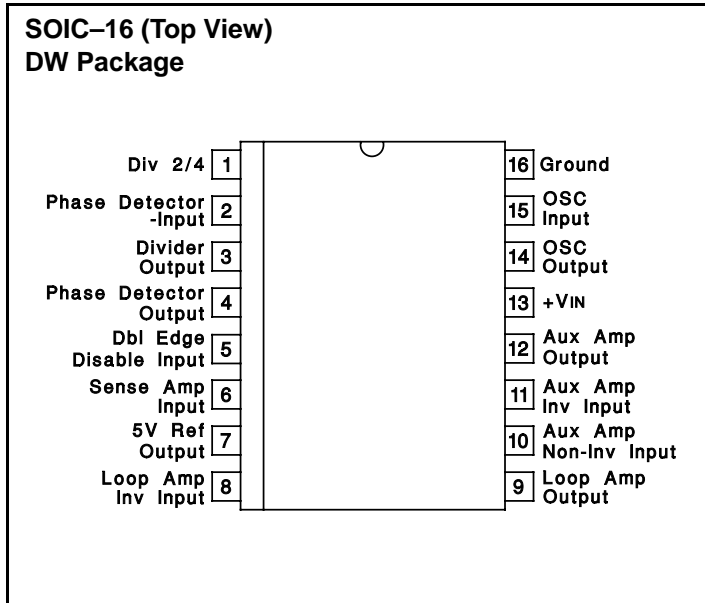 SOIC–16 (Top View)
DW Package
Div 2/4 1
Phase Detector
-Input 2
Divider
Output 3
Phase Detector
Output 4
Dbl Edge
Disable Input 5
Sense Amp
Input 6
5V Ref
Output 7
Loop Amp
Inv Input 8
16 Ground
15 OSC
Input
14 OSC
Output
13 +VIN
12 Aux Amp
Output
11 Aux Amp
Inv Input
10 Aux Amp
Non-Inv Input
9 Loop Amp
Output